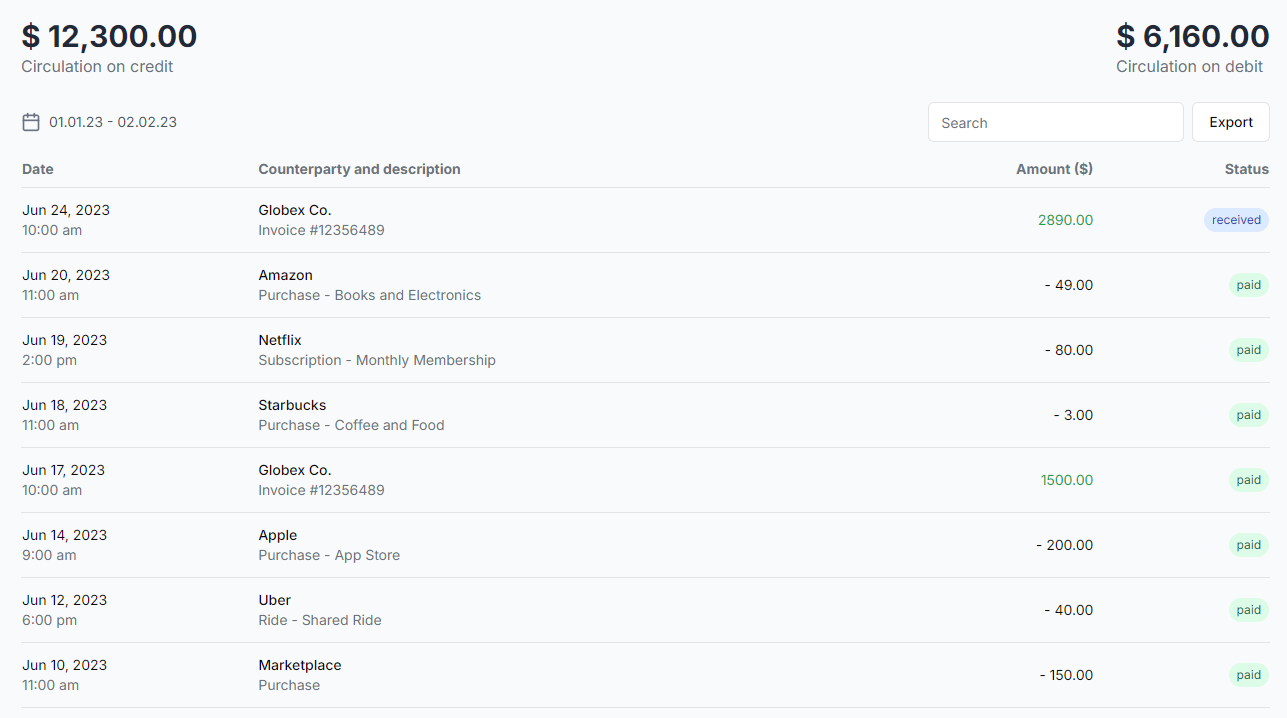 $ 12,300.00 $ 6,160.00
Circulation on credit Circulation on debit
01.01.23 - 02.02.23 Search Export
Date Counterparty and description Amount ($) Status
Jun 24, 2023 Globex Co. 2890.00 received
10:00 am Invoice #12356489
Jun 20, 2023 Amazon - 49.00 paid
11:00 am Purchase - Books and Electronics
Jun 19, 2023 Netflix - 80.00 paid
2:00 pm Subscription - Monthly Membership
Jun 18, 2023 Starbucks - 3.00 paid
11:00 am Purchase - Coffee and Food
Jun 17, 2023 Globex Co. 1500.00 paid
10:00 am Invoice #12356489
Jun 14, 2023 Apple - 200.00 paid
9:00 am Purchase - App Store
Jun 12, 2023 Uber - 40.00 paid
6:00 pm Ride - Shared Ride
Jun 10, 2023 Marketplace - 150.00 paid
11:00 am Purchase